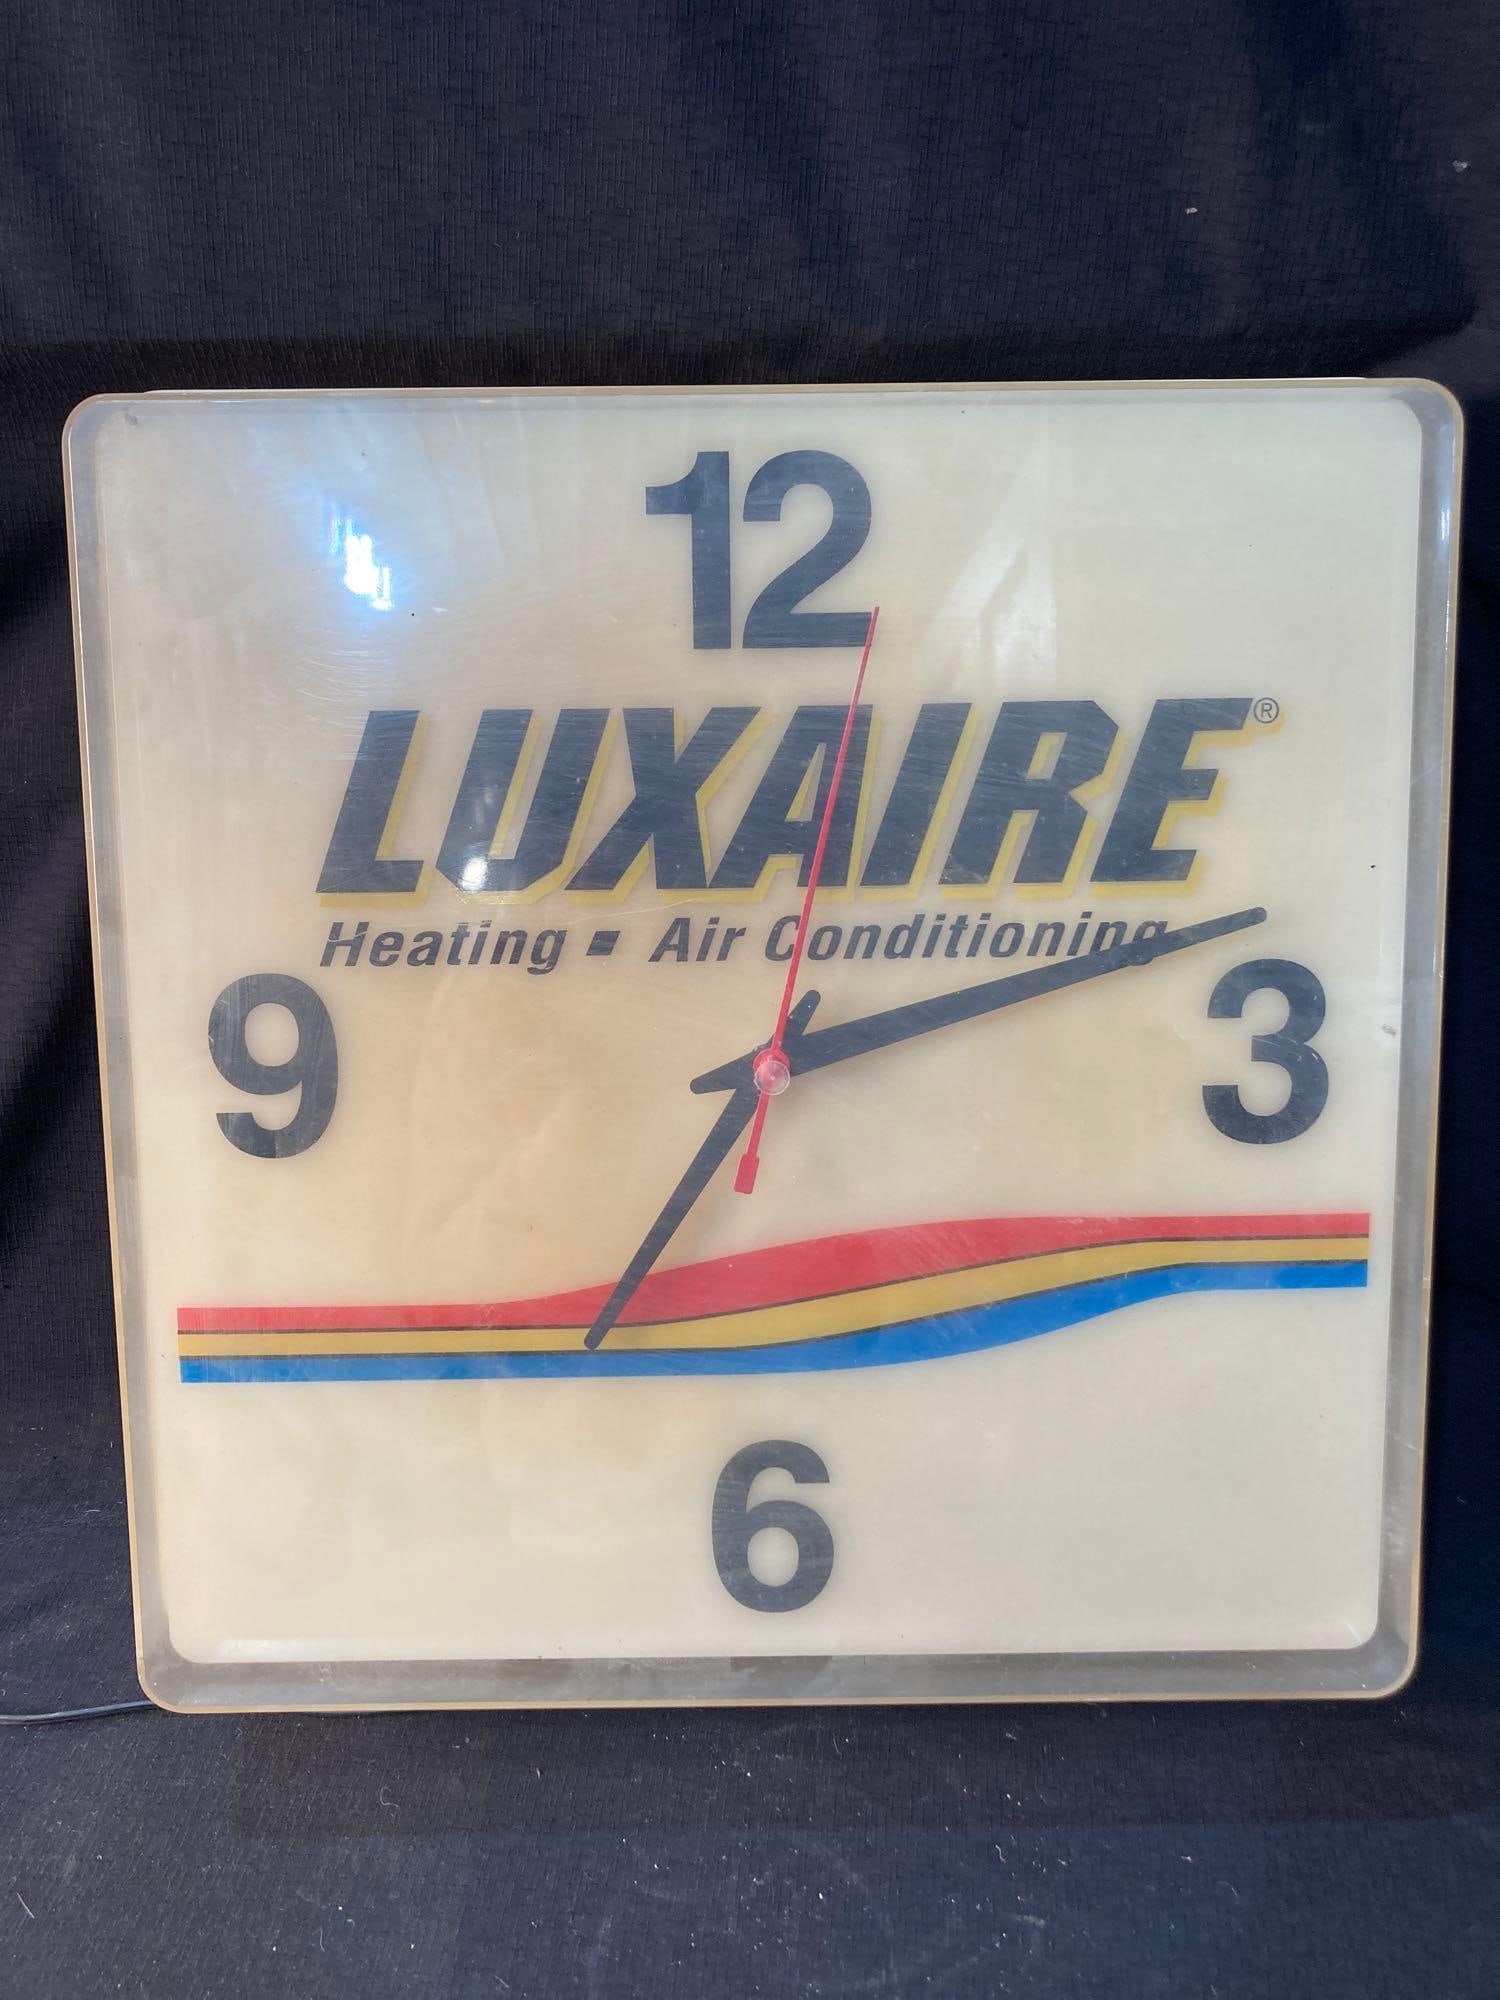 12
LUXAIRE®
Heating ▪ Air Conditioning
9 3
6